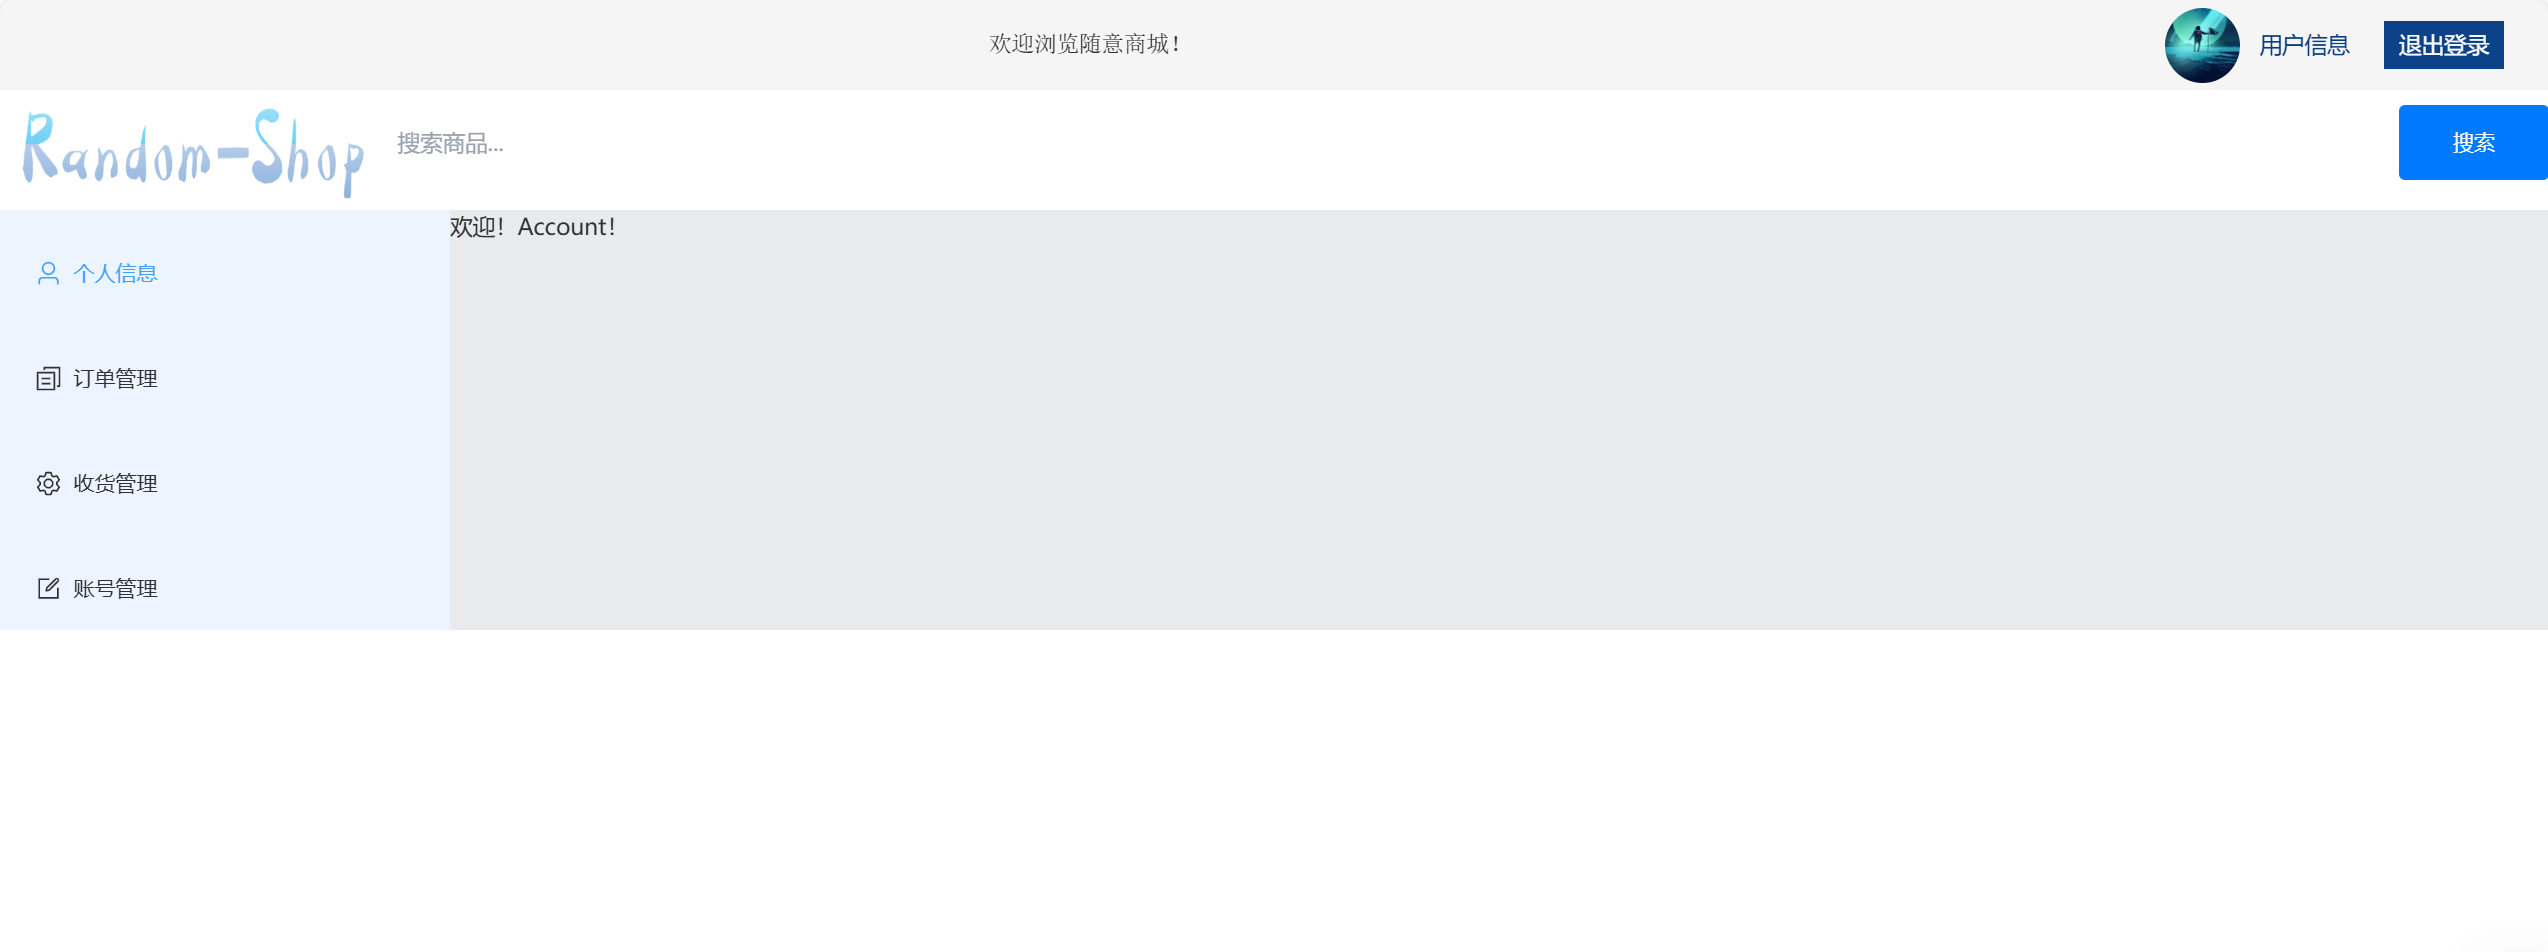 欢迎浏览随意商城！
用户信息
退出登录
Random-Shop
搜索商品...
搜索
个人信息
欢迎！Account！
订单管理
收货管理
账号管理